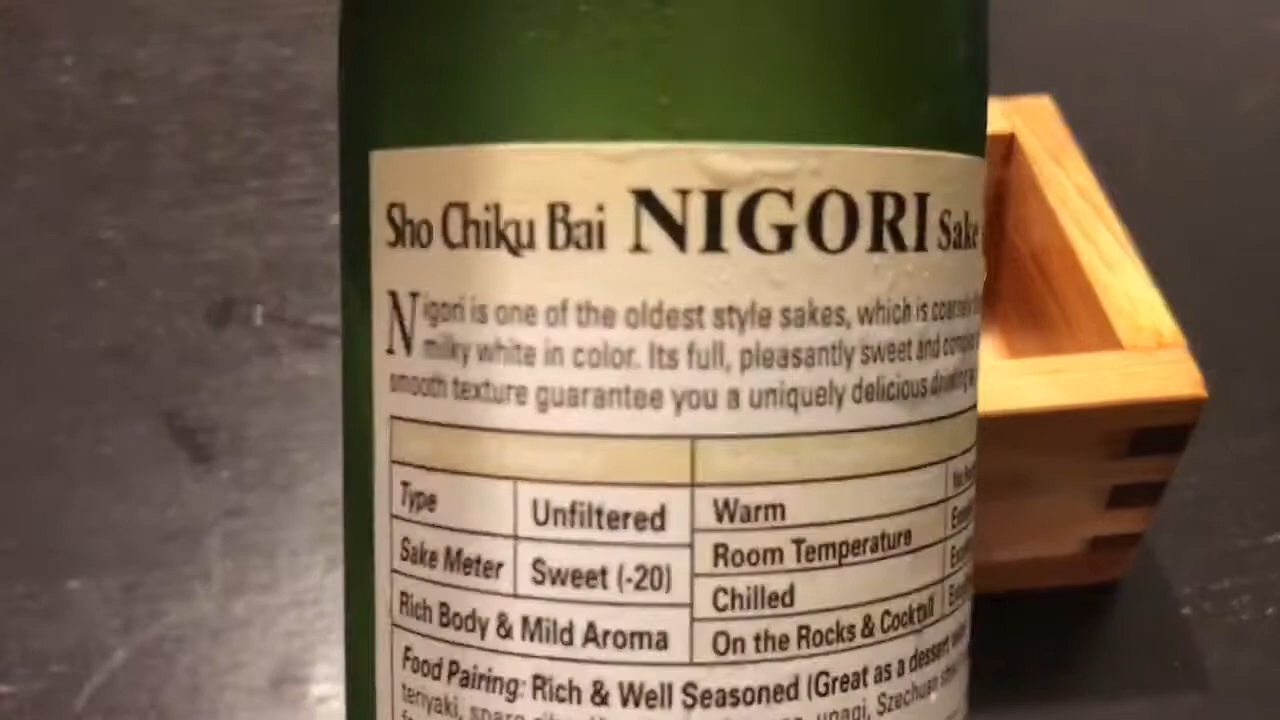 Sho Chiku Bai NIGORI Sake
Nigori is one of the oldest style sakes, which is
milky white in color. Its full, pleasantly sweet and
smooth texture guarantee you a uniquely delicious
Type Unfiltered
Sake Meter Sweet (-20)
Rich Body & Mild Aroma
Warm
Room Temperature
Chilled
On the Rocks & Cocktail
Food Pairing: Rich & Well Seasoned (Great as a dessert
teriyaki, unagi, Szechuan